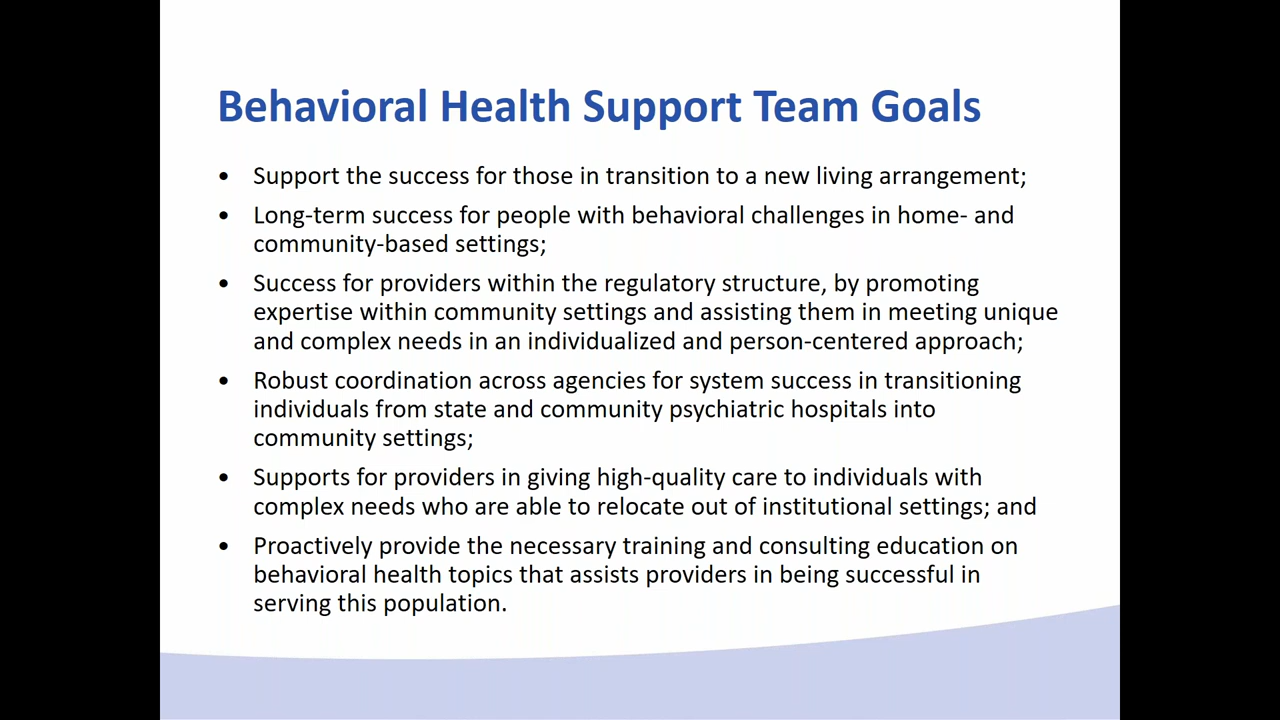 Behavioral Health Support Team Goals
• Support the success for those in transition to a new living arrangement;
• Long-term success for people with behavioral challenges in home- and
community-based settings;
• Success for providers within the regulatory structure, by promoting
expertise within community settings and assisting them in meeting unique
and complex needs in an individualized and person-centered approach;
• Robust coordination across agencies for system success in transitioning
individuals from state and community psychiatric hospitals into
community settings;
• Supports for providers in giving high-quality care to individuals with
complex needs who are able to relocate out of institutional settings; and
• Proactively provide the necessary training and consulting education on
behavioral health topics that assists providers in being successful in
serving this population.